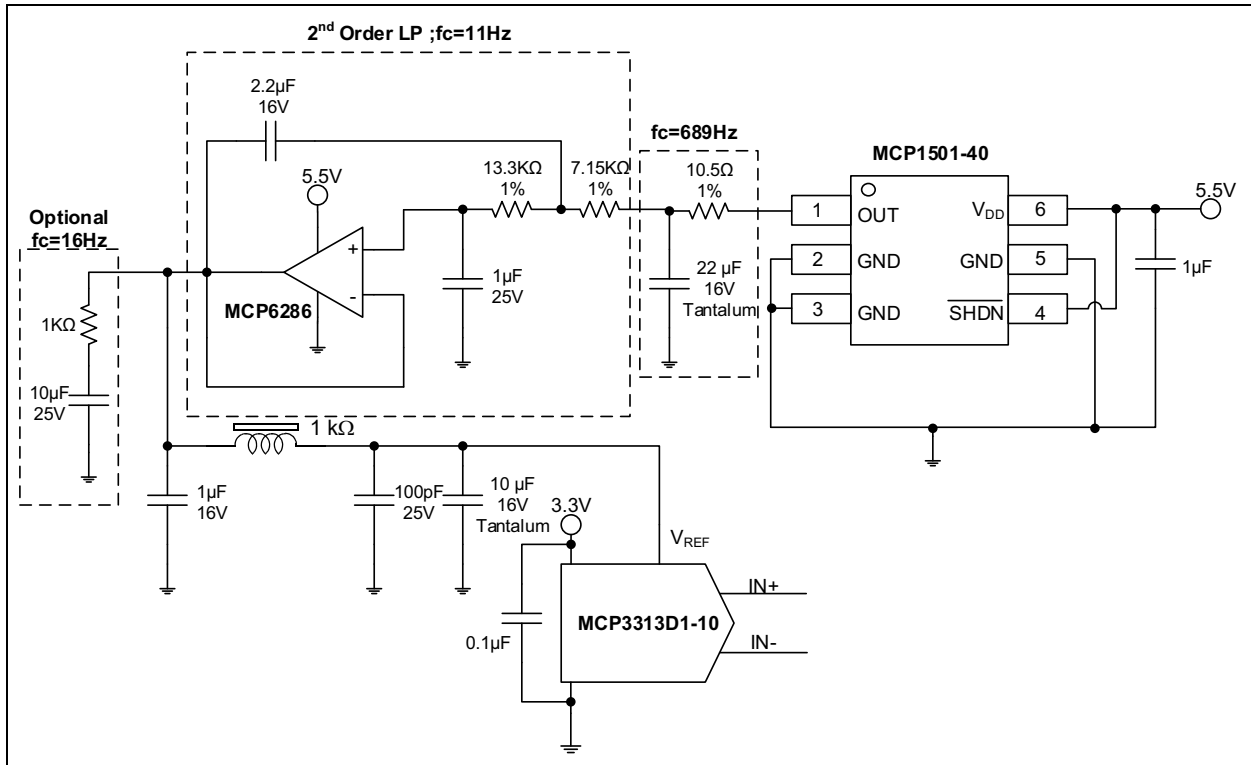 2nd Order LP ;fc=11Hz
2.2µF
16V
fc=689Hz
MCP1501-40
13.3KΩ
1%
7.15KΩ
1%
10.5Ω
1%
5.5V
5.5V
Optional
fc=16Hz
1
OUT
VDD
6
2
GND
GND
5
3
GND
SHDN
4
1µF
+
-
MCP6286
1µF
25V
22 µF
16V
Tantalum
1KΩ
10µF
25V
1 kΩ
1µF
16V
100pF
25V
10 µF
16V
Tantalum
3.3V
VREF
0.1µF
MCP3313D1-10
IN+
IN-